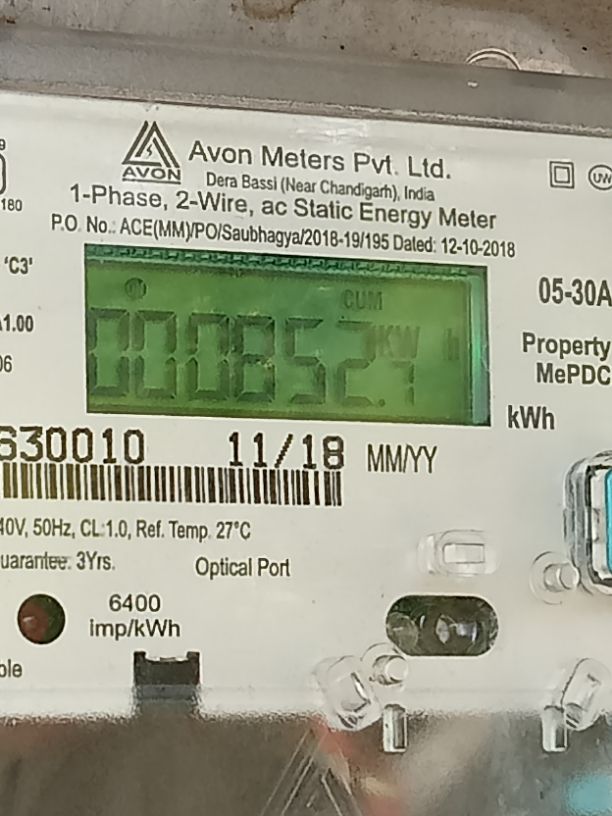 180
AVON
Avon Meters Pvt. Ltd.
Dera Bassi (Near Chandigarh), India
1-Phase, 2-Wire, ac Static Energy Meter
P.O. No.: ACE(MM)/PO/Saubhagya/2018-19/195 Dated: 12-10-2018
'C3'
1.00
06
CUM
000852.1 KW h
05-30A
Property
MePDC
kWh
630010 11/18 MM/YY
40V, 50Hz, CL:1.0, Ref. Temp. 27°C
uarantee: 3Yrs.
Optical Port
6400
imp/kWh
ble
UW